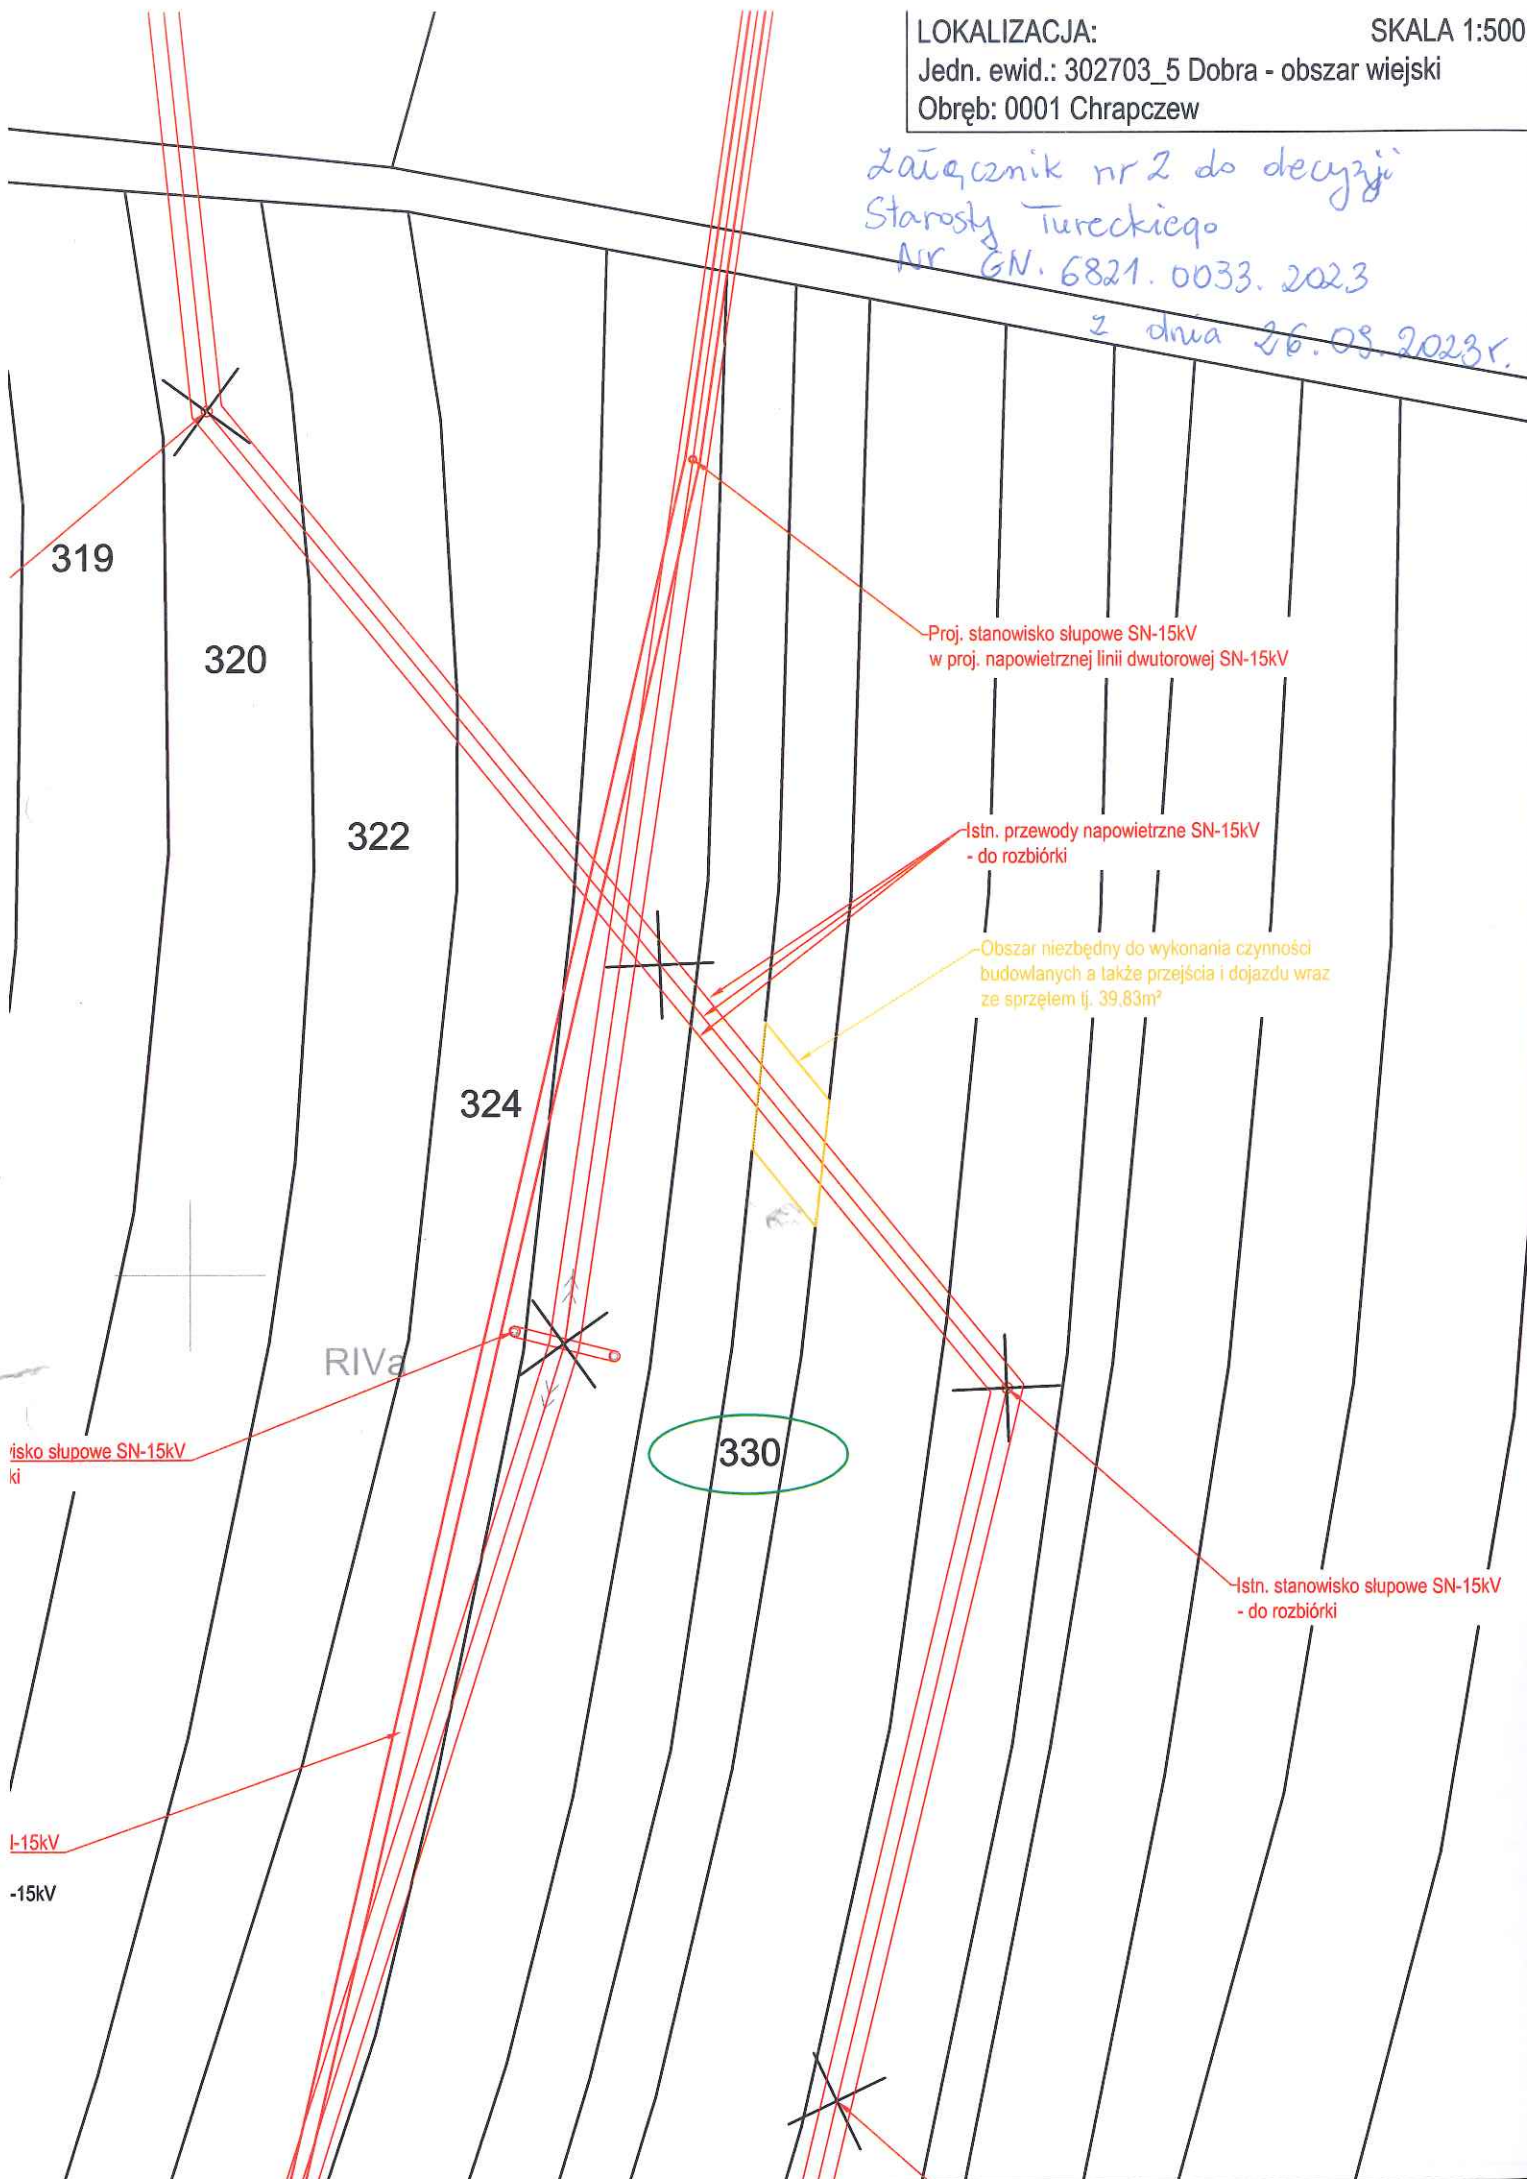 LOKALIZACJA: SKALA 1:500
Jedn. ewid.: 302703_5 Dobra - obszar wiejski
Obręb: 0001 Chrapczew
Załącznik nr 2 do decyzji
Starosty Tureckiego
Nr GN. 6821. 0033. 2023
z dnia 26. 09. 2023r.
319
320
Proj. stanowisko słupowe SN-15kV
w proj. napowietrznej linii dwutorowej SN-15kV
322
Istn. przewody napowietrzne SN-15kV
- do rozbiórki
Obszar niezbędny do wykonania czynności
budowlanych a także przejścia i dojazdu wraz
ze sprzętem tj. 39,83m²
324
RIVa
isko słupowe SN-15kV
ki
330
Istn. stanowisko słupowe SN-15kV
- do rozbiórki
-15kV
-15kV